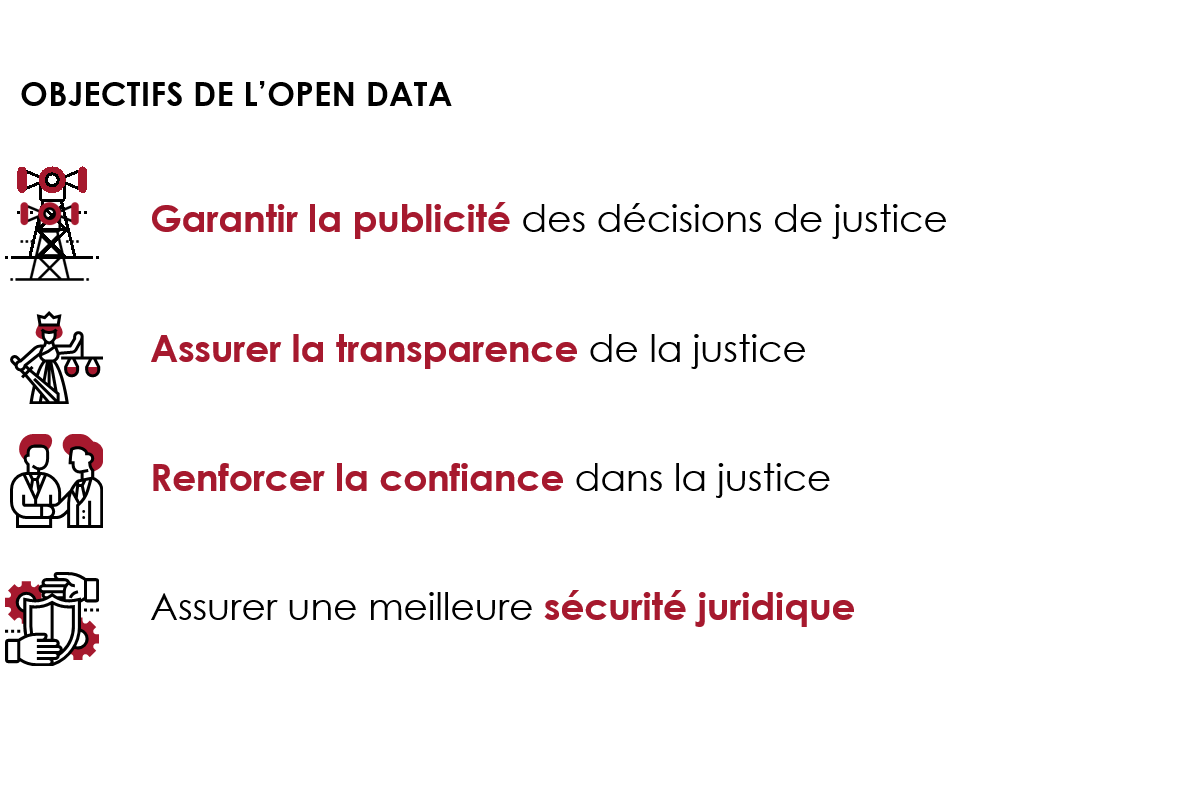 OBJECTIFS DE L’OPEN DATA
Garantir la publicité des décisions de justice
Assurer la transparence de la justice
Renforcer la confiance dans la justice
Assurer une meilleure sécurité juridique